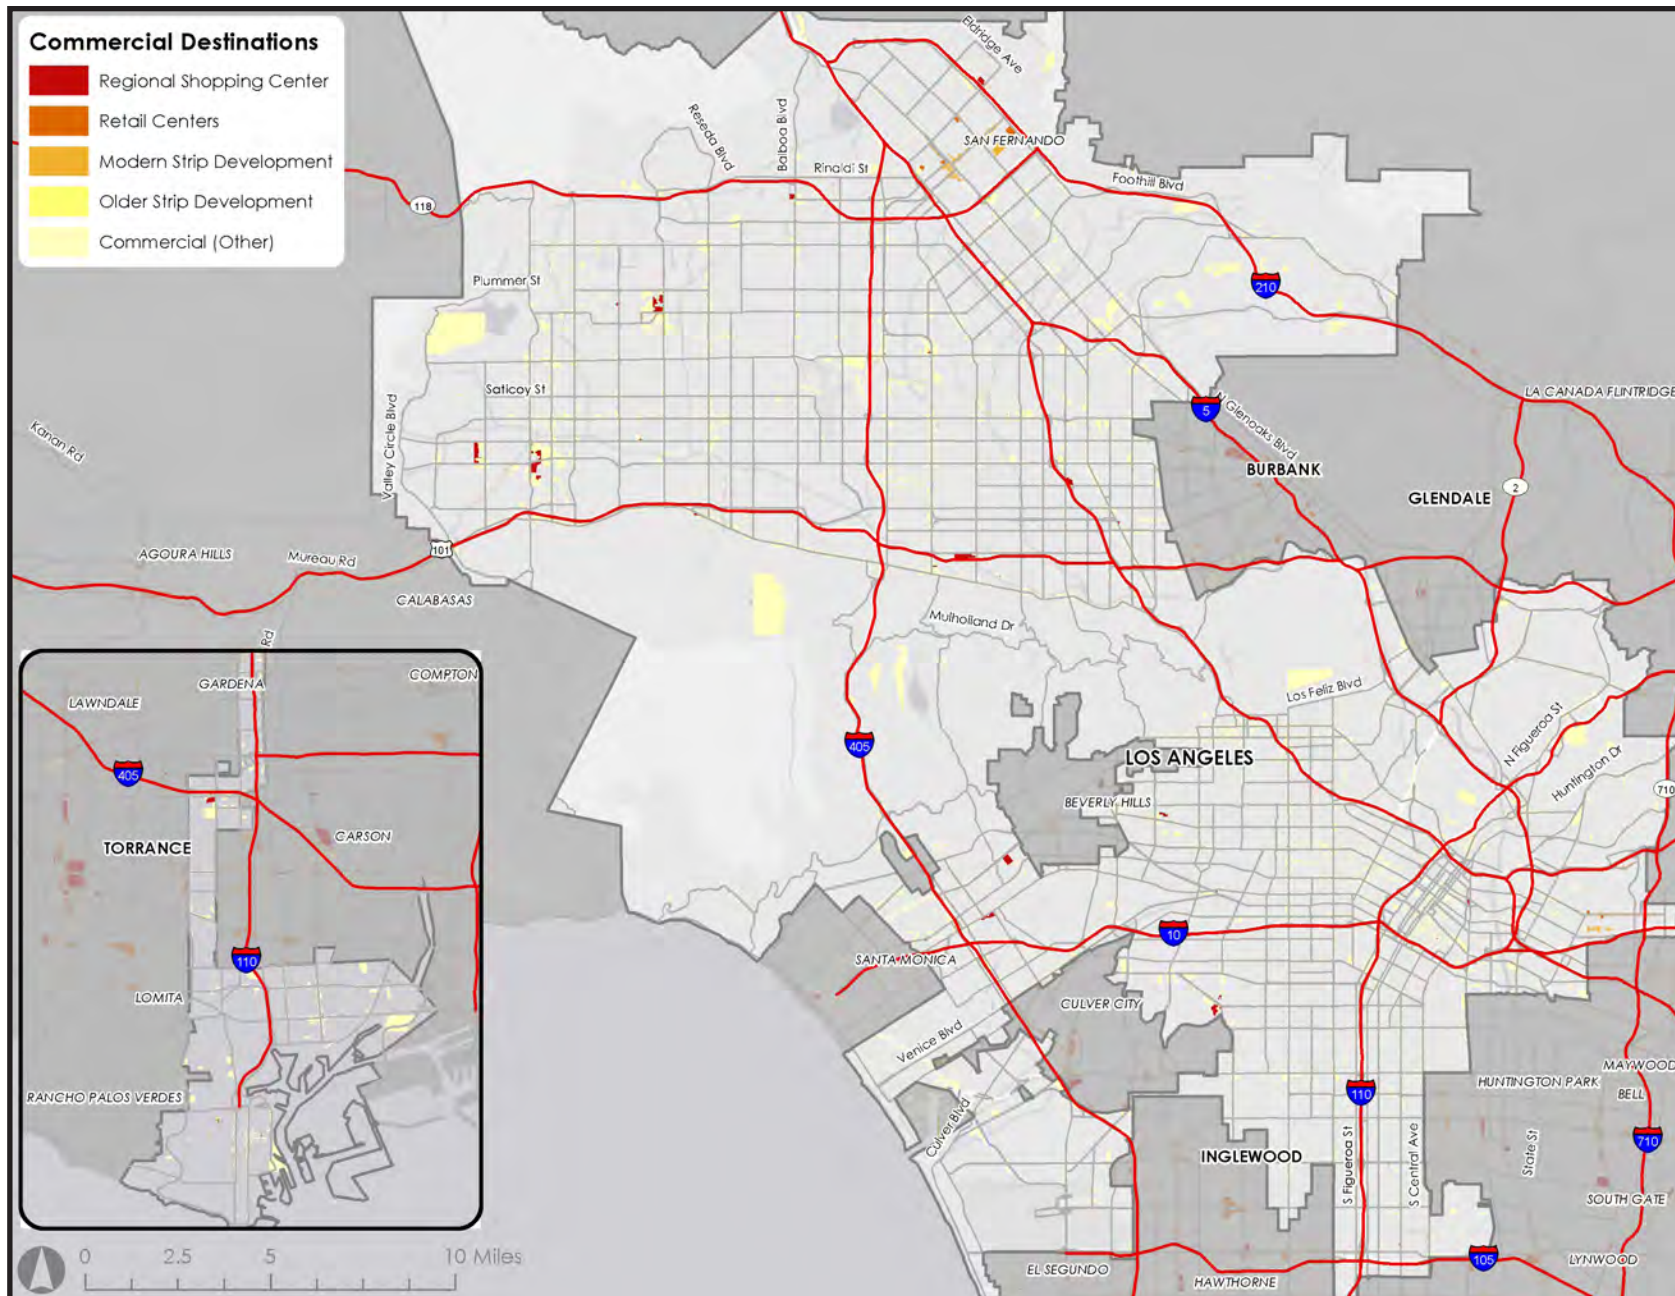 Commercial Destinations
Regional Shopping Center
Retail Centers
Modern Strip Development
Older Strip Development
Commercial (Other)
Eldridge Ave
Reseda Blvd
Balboa Blvd
Rinaldi St
SAN FERNANDO
Foothill Blvd
118
Plummer St
210
Saticoy St
Valley Circle Blvd
Kanan Rd
5
N Glenoaks Blvd
LA CANADA FLINTRIDGE
BURBANK
GLENDALE
2
101
AGOURA HILLS
Mureau Rd
CALABASAS
Mulholland Dr
Los Feliz Blvd
N Figueroa St
Huntington Dr
405
LOS ANGELES
BEVERLY HILLS
710
10
SANTA MONICA
CULVER CITY
Venice Blvd
Culver Blvd
110
HUNTINGTON PARK
MAYWOOD
BELL
710
INGLEWOOD
S Figueroa St
S Central Ave
State St
SOUTH GATE
105
LYNWOOD
EL SEGUNDO
HAWTHORNE
Rd
GARDENA
COMPTON
LAWNDALE
405
TORRANCE
CARSON
110
LOMITA
RANCHO PALOS VERDES
0 2.5 5 10 Miles